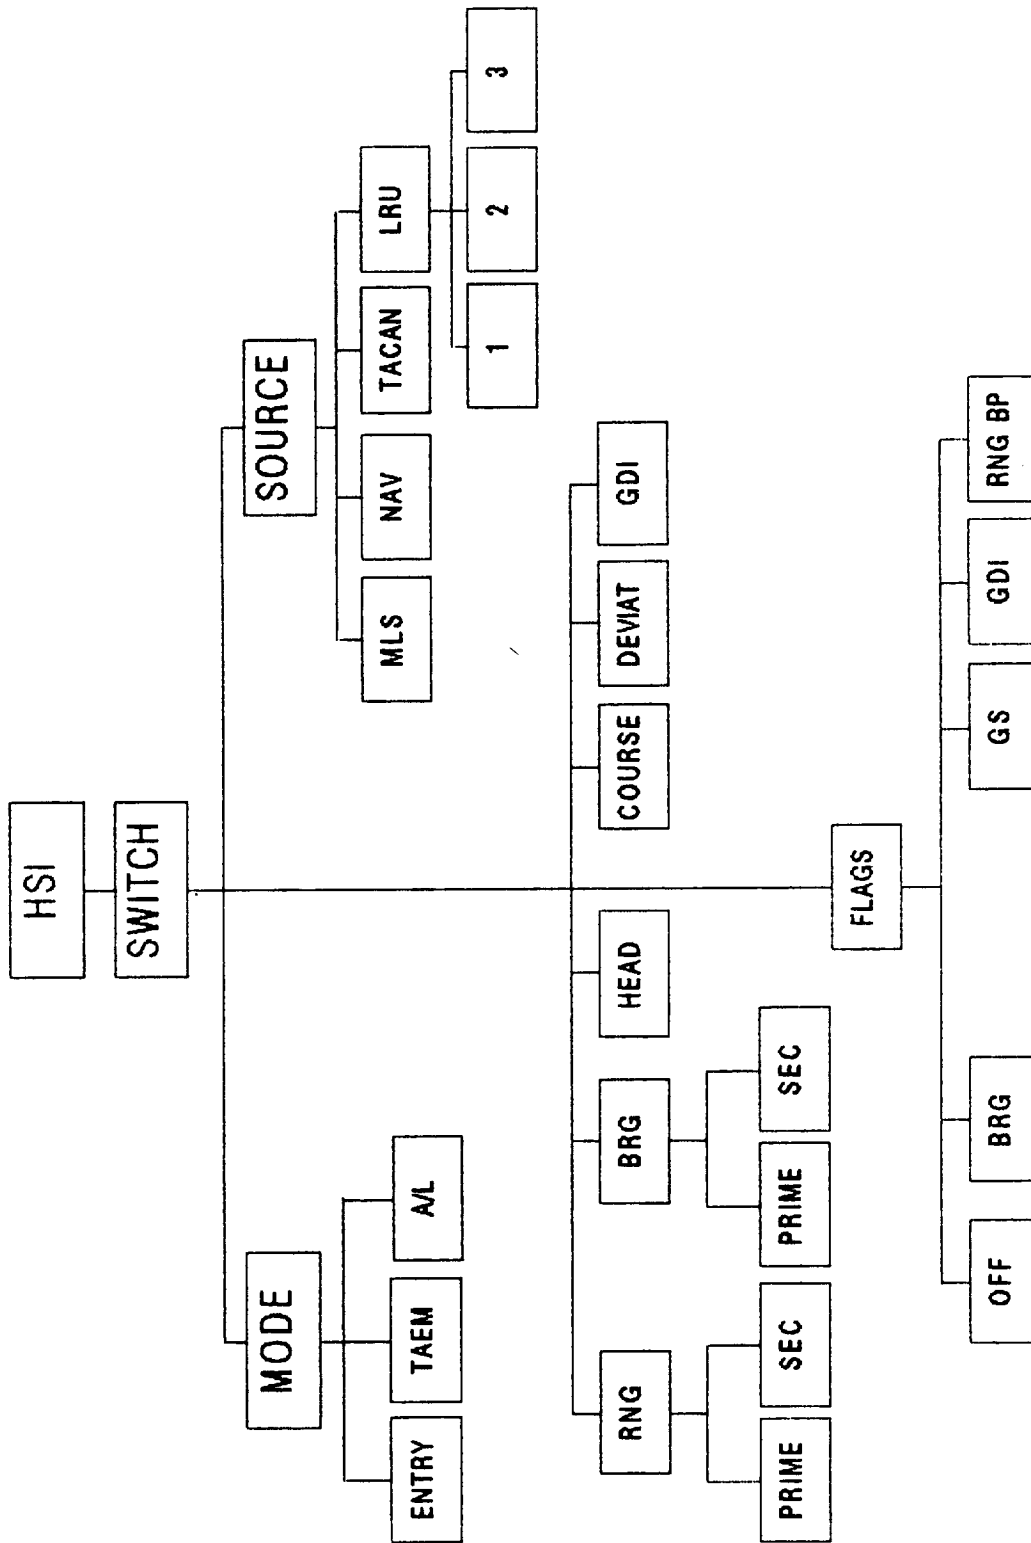 HSI
SWITCH
MODE
SOURCE
ENTRY
TAEM
A/L
MLS
NAV
TACAN
LRU
1
2
3
RNG
BRG
HEAD
COURSE
DEVIAT
GDI
PRIME
SEC
PRIME
SEC
FLAGS
OFF
BRG
GS
GDI
RNG BP